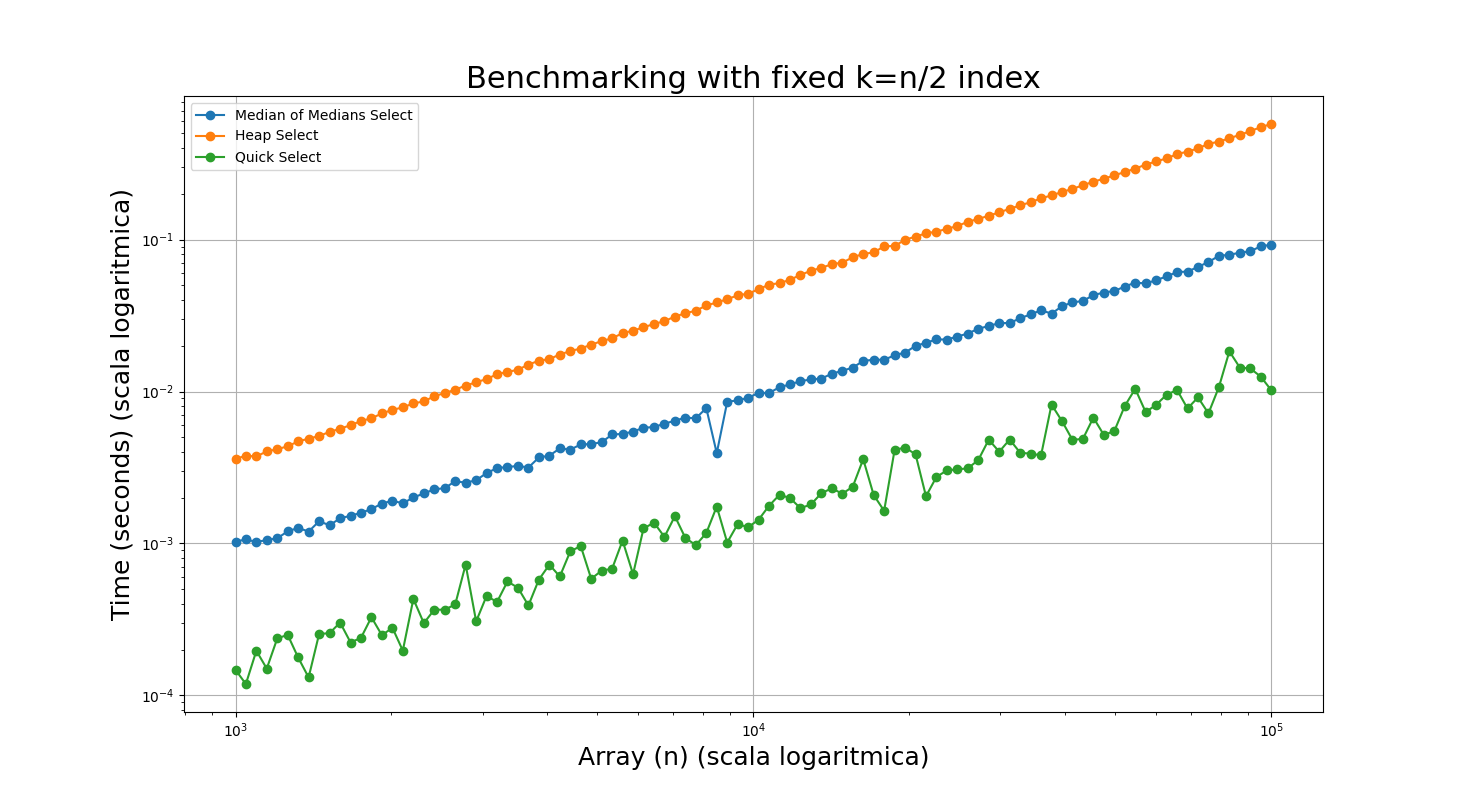 Benchmarking with fixed k=n/2 index
Median of Medians Select
Heap Select
Quick Select
Time (seconds) (scala logaritmica)
10⁻¹
10⁻²
10⁻³
10⁻⁴
10³ 10⁴ 10⁵
Array (n) (scala logaritmica)